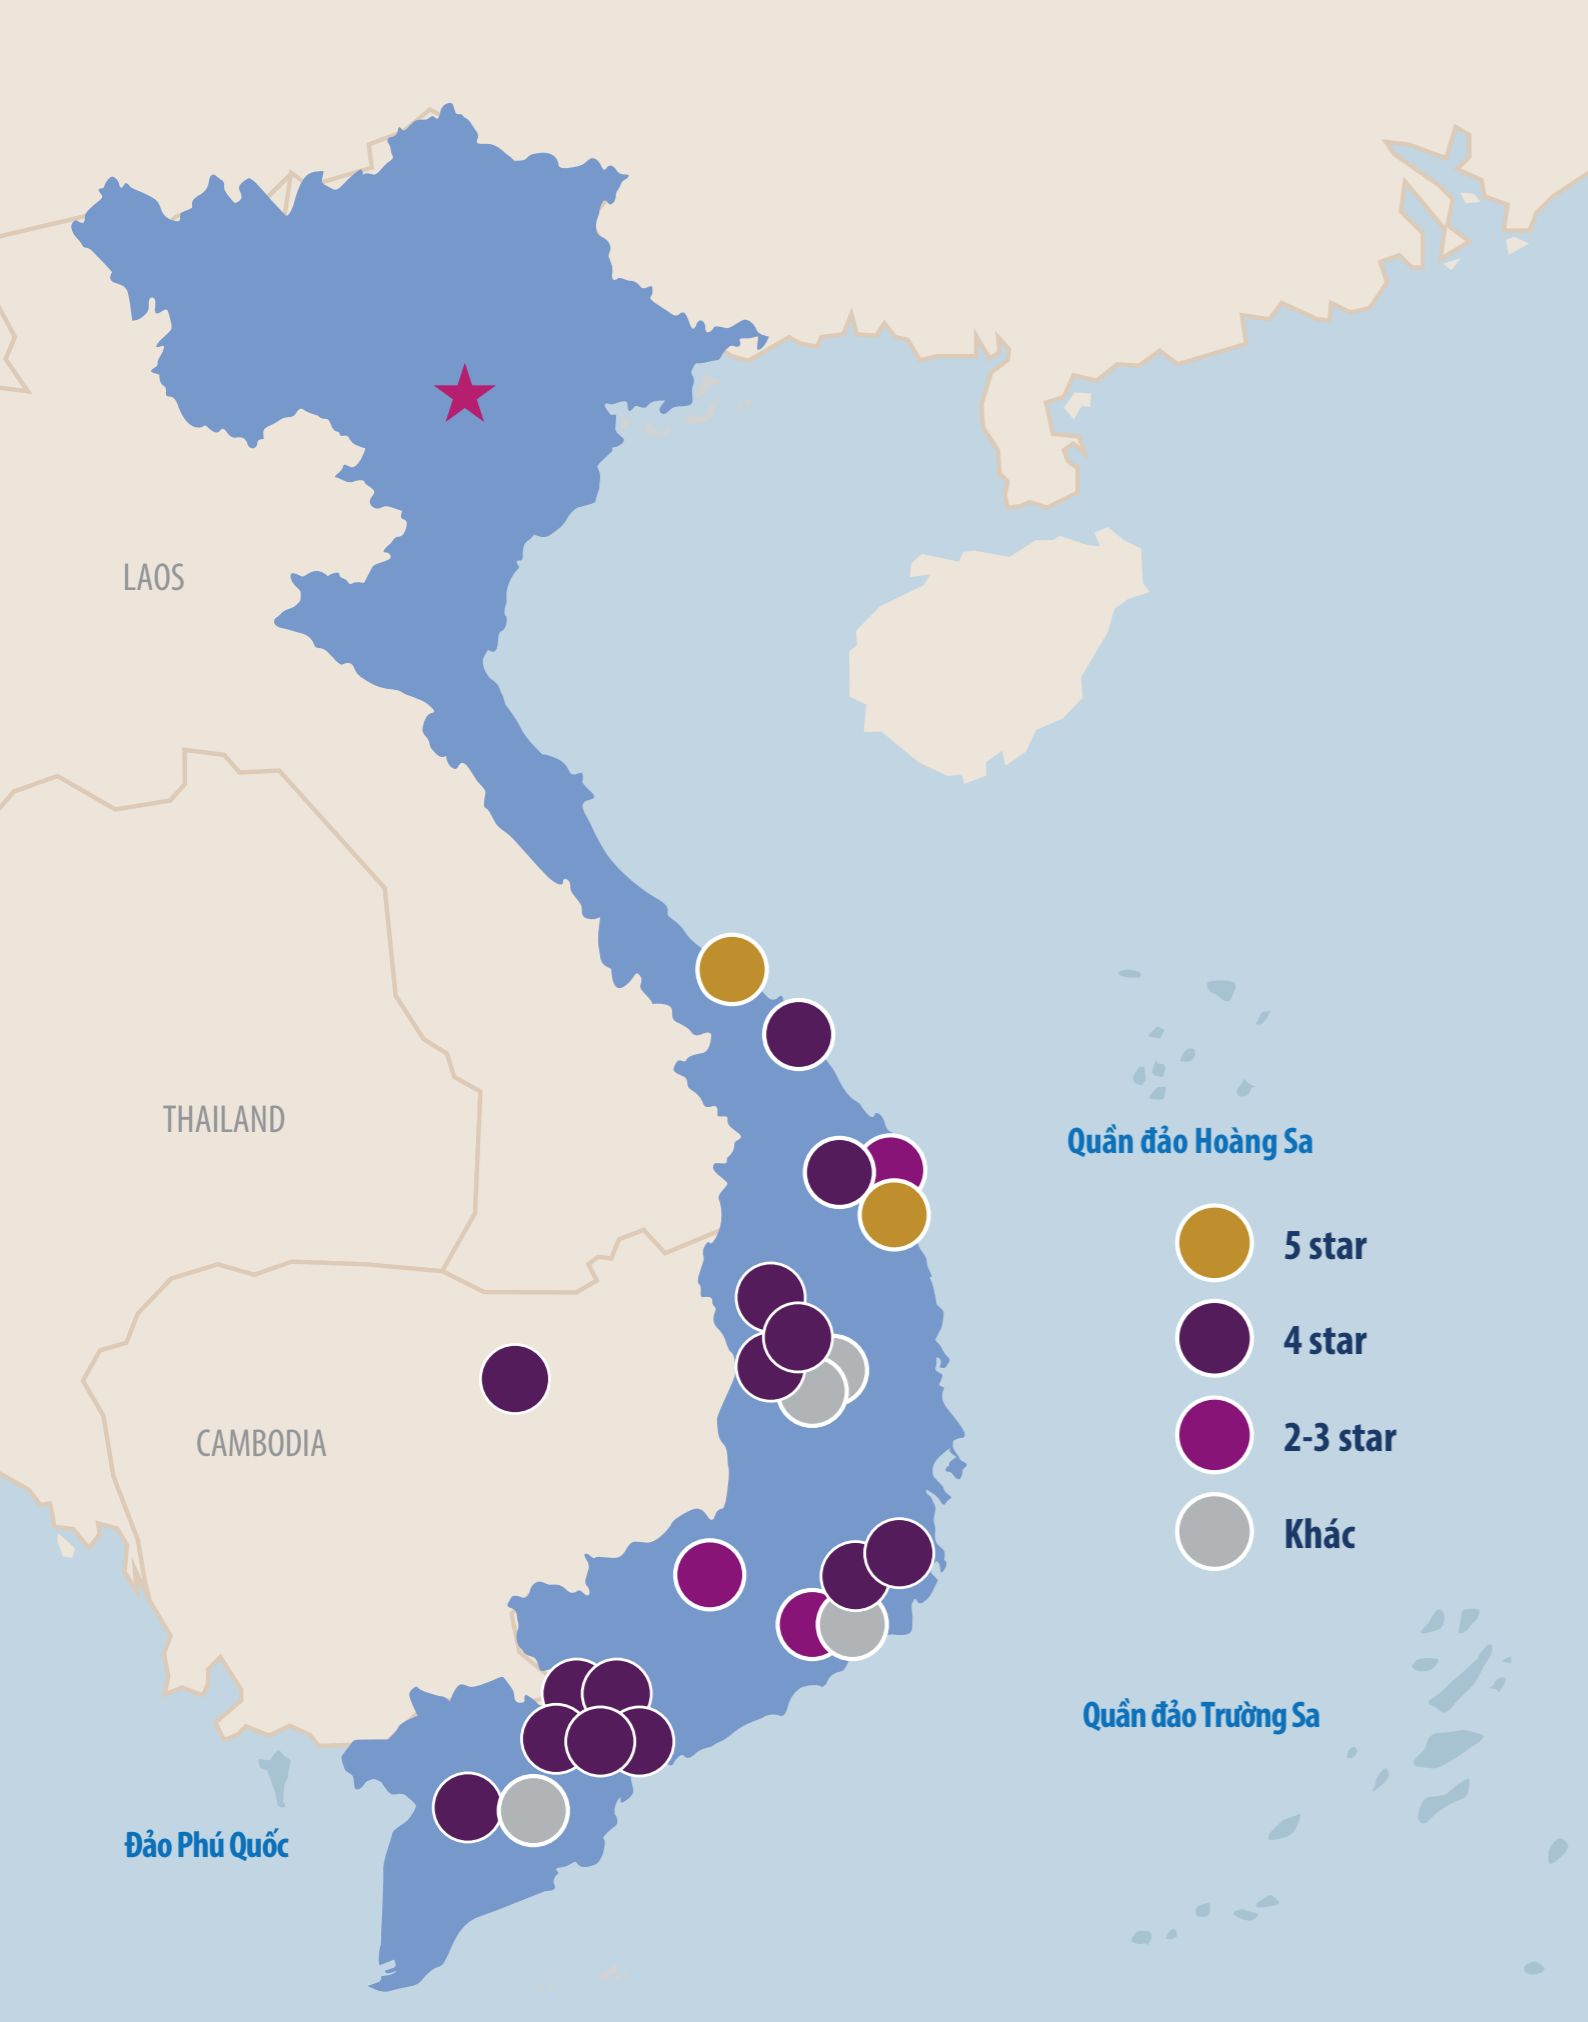 LAOS
THAILAND
Quần đảo Hoàng Sa
5 star
4 star
2-3 star
CAMBODIA
Khác
Quần đảo Trường Sa
Đảo Phú Quốc